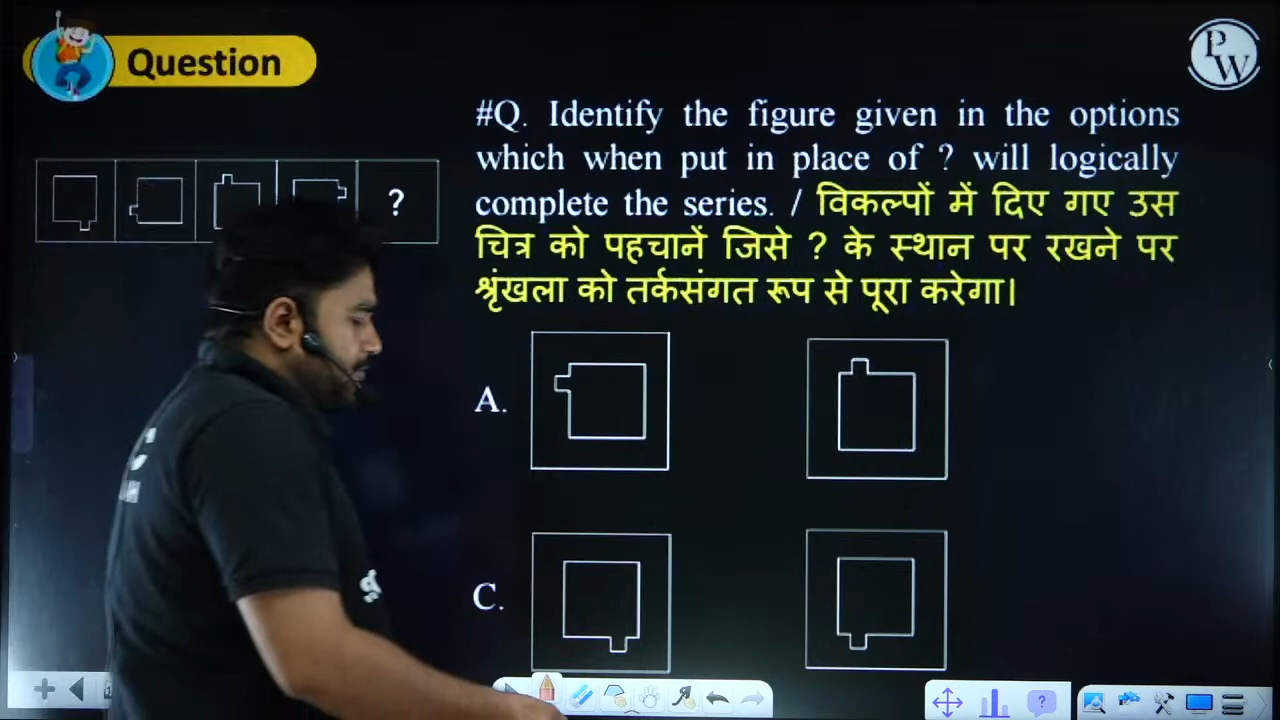 Question
PW
#Q. Identify the figure given in the options
which when put in place of ? will logically
complete the series. / विकल्पों में दिए गए उस
चित्र को पहचानें जिसे ? के स्थान पर रखने पर
श्रृंखला को तर्कसंगत रूप से पूरा करेगा।
?
A.
C.